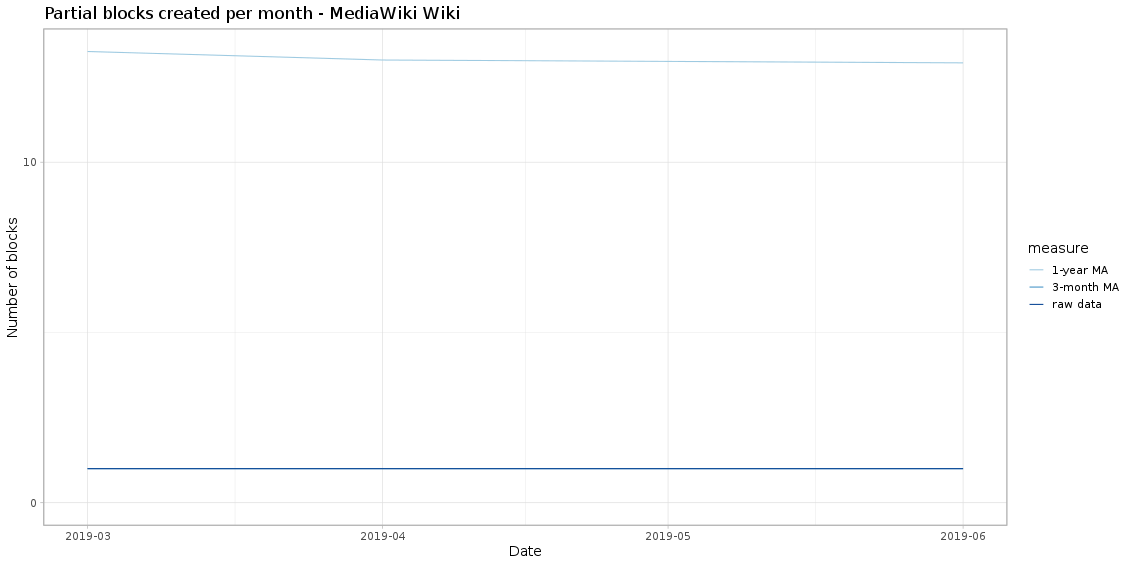 Partial blocks created per month - MediaWiki Wiki
Number of blocks
10
0
2019-03
2019-04
2019-05
2019-06
Date
measure
1-year MA
3-month MA
raw data